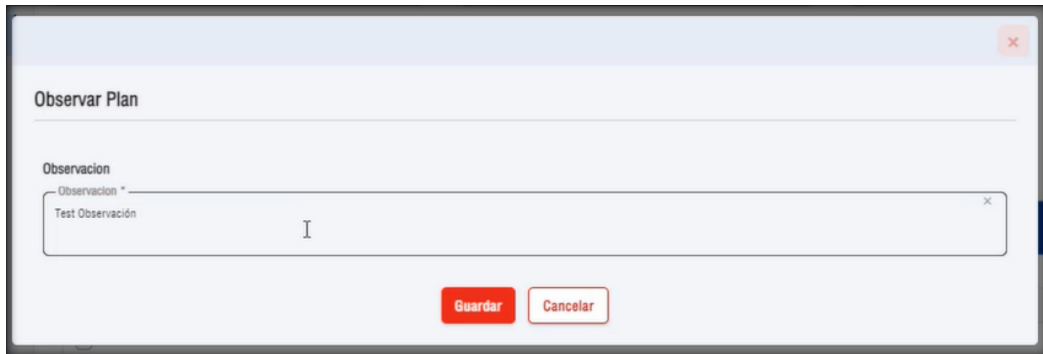 Observar Plan
Observacion
Observacion *
Test Observación
Guardar
Cancelar